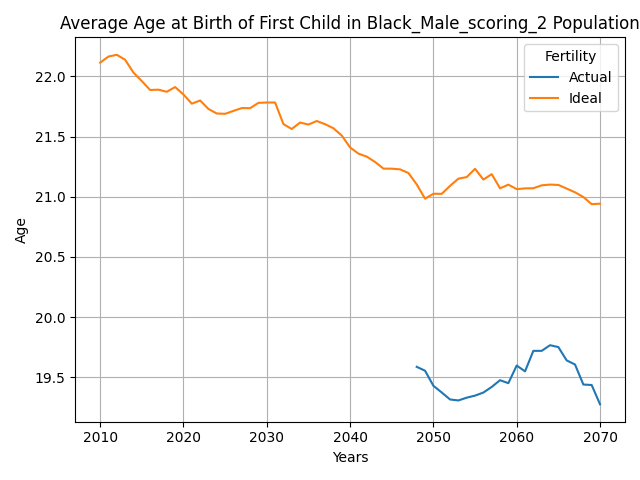 Average Age at Birth of First Child in Black_Male_scoring_2 Population
Fertility
Actual
Ideal
22.0
21.5
21.0
20.5
20.0
19.5
Age
2010 2020 2030 2040 2050 2060 2070
Years